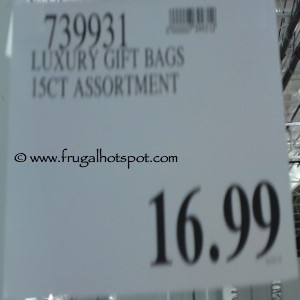 739931
LUXURY GIFT BAGS
15CT ASSORTMENT
© www.frugalhotspot.com
16.99